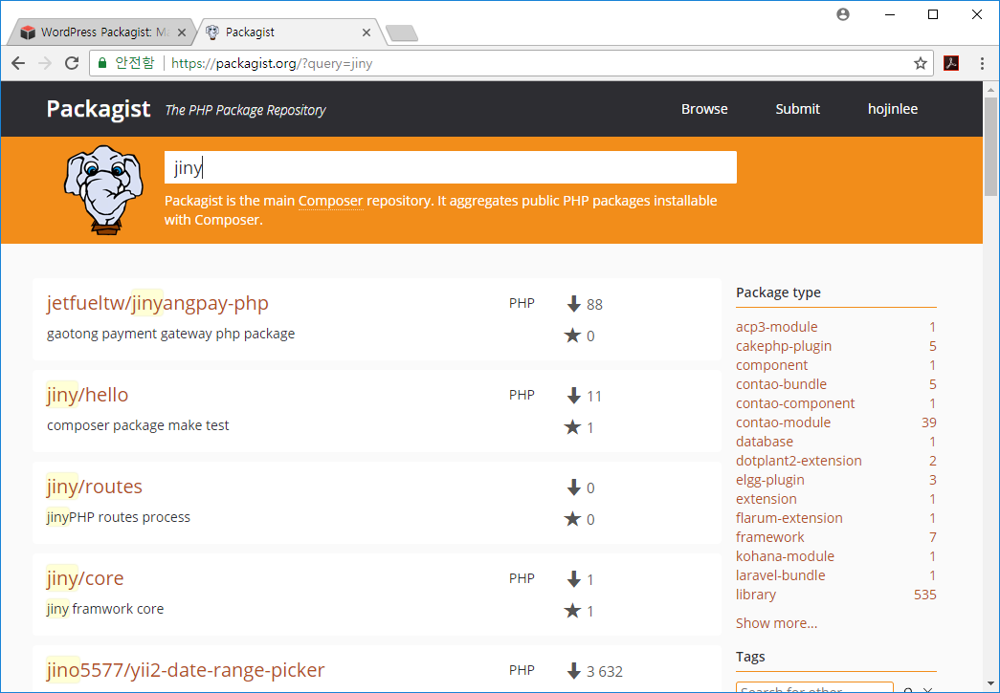 WordPress Packagist: Ma
Packagist
안전함 https://packagist.org/?query=jiny
Packagist The PHP Package Repository Browse Submit hojinlee
jiny
Packagist is the main Composer repository. It aggregates public PHP packages installable
with Composer.
jetfueltw/jinyangpay-php PHP 88
gaotong payment gateway php package 0
jiny/hello PHP 11
composer package make test 1
jiny/routes 0
jinyPHP routes process 0
jiny/core PHP 1
jiny framwork core 1
jino5577/yii2-date-range-picker PHP 3 632
Package type
acp3-module 1
cakephp-plugin 5
component 1
contao-bundle 5
contao-component 1
contao-module 39
database 1
dotplant2-extension 2
elgg-plugin 3
extension 1
flarum-extension 1
framework 7
kohana-module 1
laravel-bundle 1
library 535
Show more...
Tags
Search for other